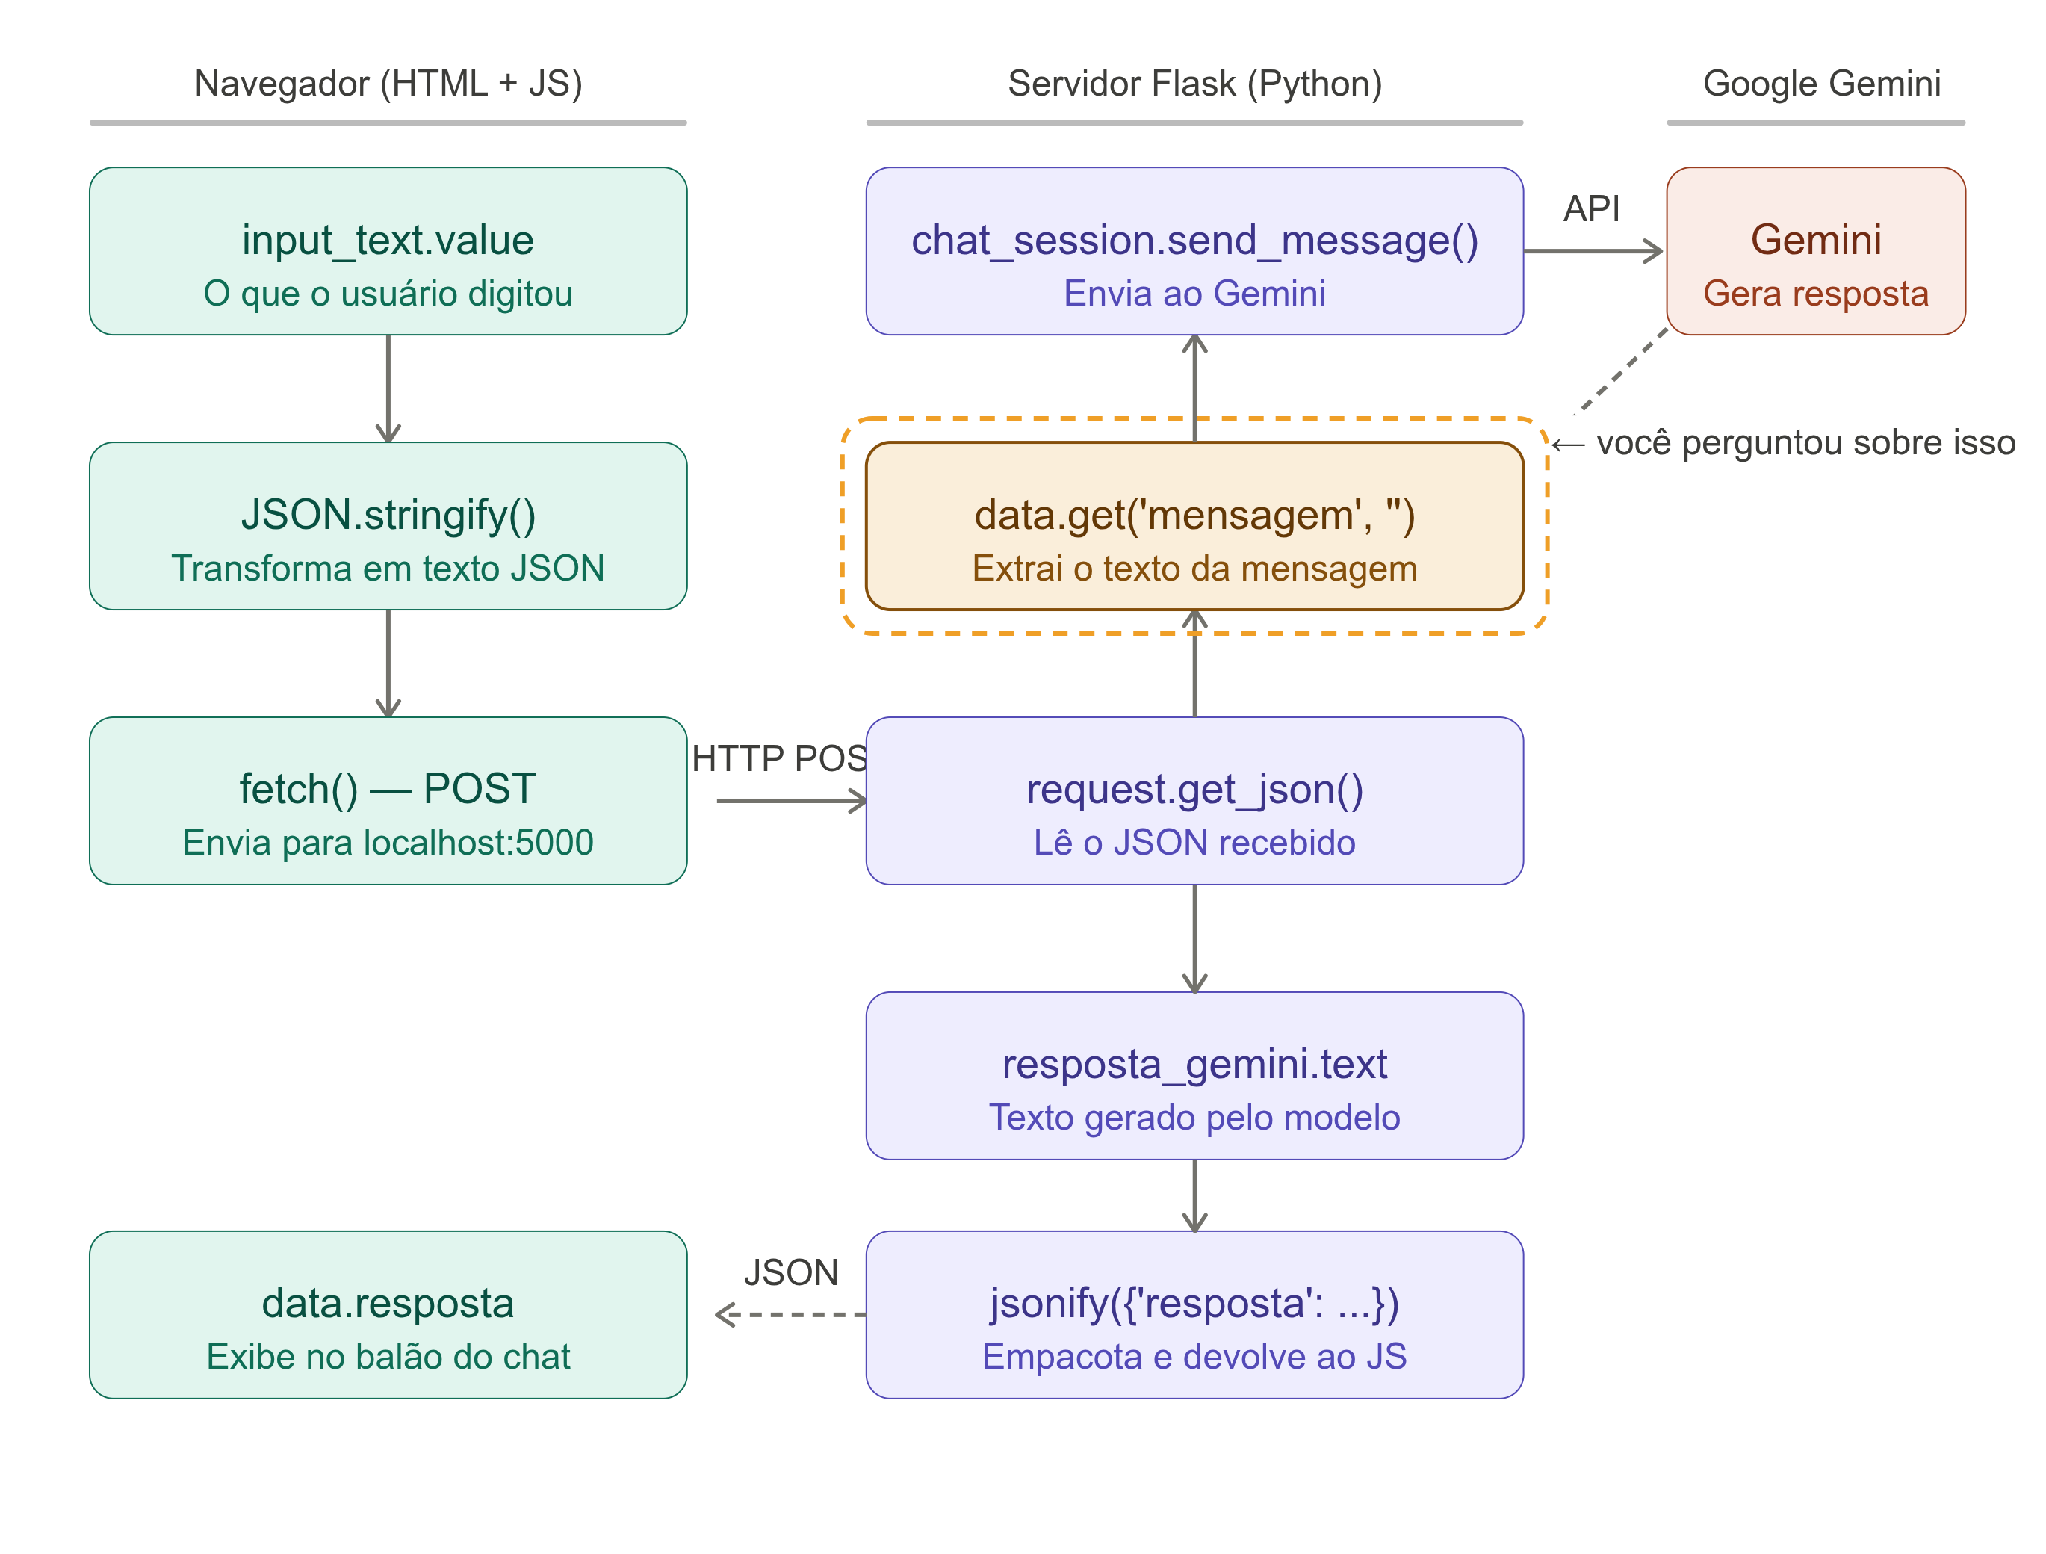 Navegador (HTML + JS)
Servidor Flask (Python)
Google Gemini
input_text.value
O que o usuário digitou
chat_session.send_message()
Envia ao Gemini
API
Gemini
Gera resposta
← você perguntou sobre isso
JSON.stringify()
Transforma em texto JSON
data.get('mensagem', '')
Extrai o texto da mensagem
fetch() — POST
Envia para localhost:5000
HTTP POS
request.get_json()
Lê o JSON recebido
resposta_gemini.text
Texto gerado pelo modelo
data.resposta
Exibe no balão do chat
JSON
jsonify({'resposta': ...})
Empacota e devolve ao JS